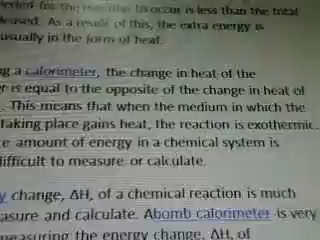 for the reaction to occur is less than the total
eleased. As a result of this, the extra energy is
usually in the form of heat.
g a calorimeter, the change in heat of the
r is equal to the opposite of the change in heat of
. This means that when the medium in which the
taking place gains heat, the reaction is exothermic.
e amount of energy in a chemical system is
difficult to measure or calculate.
y change, ΔH, of a chemical reaction is much
asure and calculate. A bomb calorimeter is very
measuring the energy change, ΔH, of